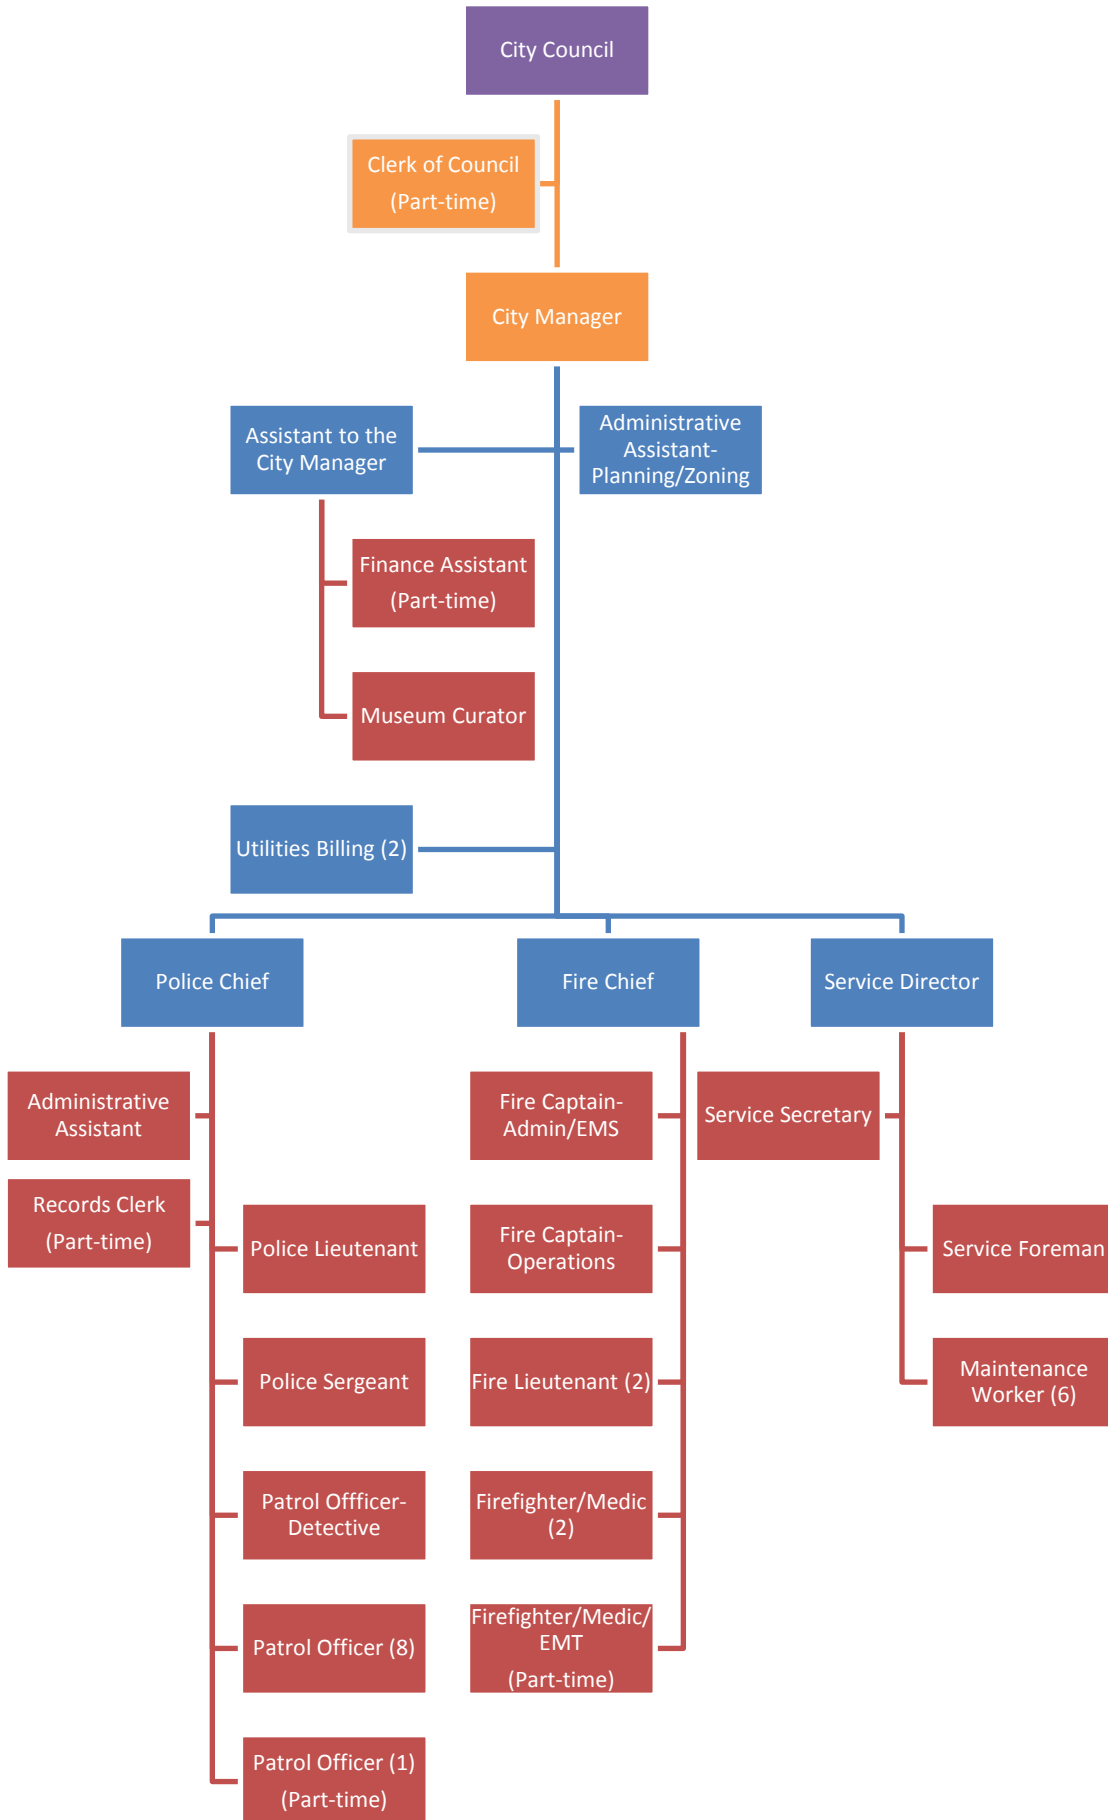 City Council
Clerk of Council
(Part-time)
City Manager
Assistant to the
City Manager
Administrative
Assistant-
Planning/Zoning
Finance Assistant
(Part-time)
Museum Curator
Utilities Billing (2)
Police Chief
Fire Chief
Service Director
Administrative
Assistant
Records Clerk
(Part-time)
Police Lieutenant
Police Sergeant
Patrol Offficer-
Detective
Patrol Officer (8)
Patrol Officer (1)
(Part-time)
Fire Captain-
Admin/EMS
Fire Captain-
Operations
Fire Lieutenant (2)
Firefighter/Medic
(2)
Firefighter/Medic/
EMT
(Part-time)
Service Secretary
Service Foreman
Maintenance
Worker (6)